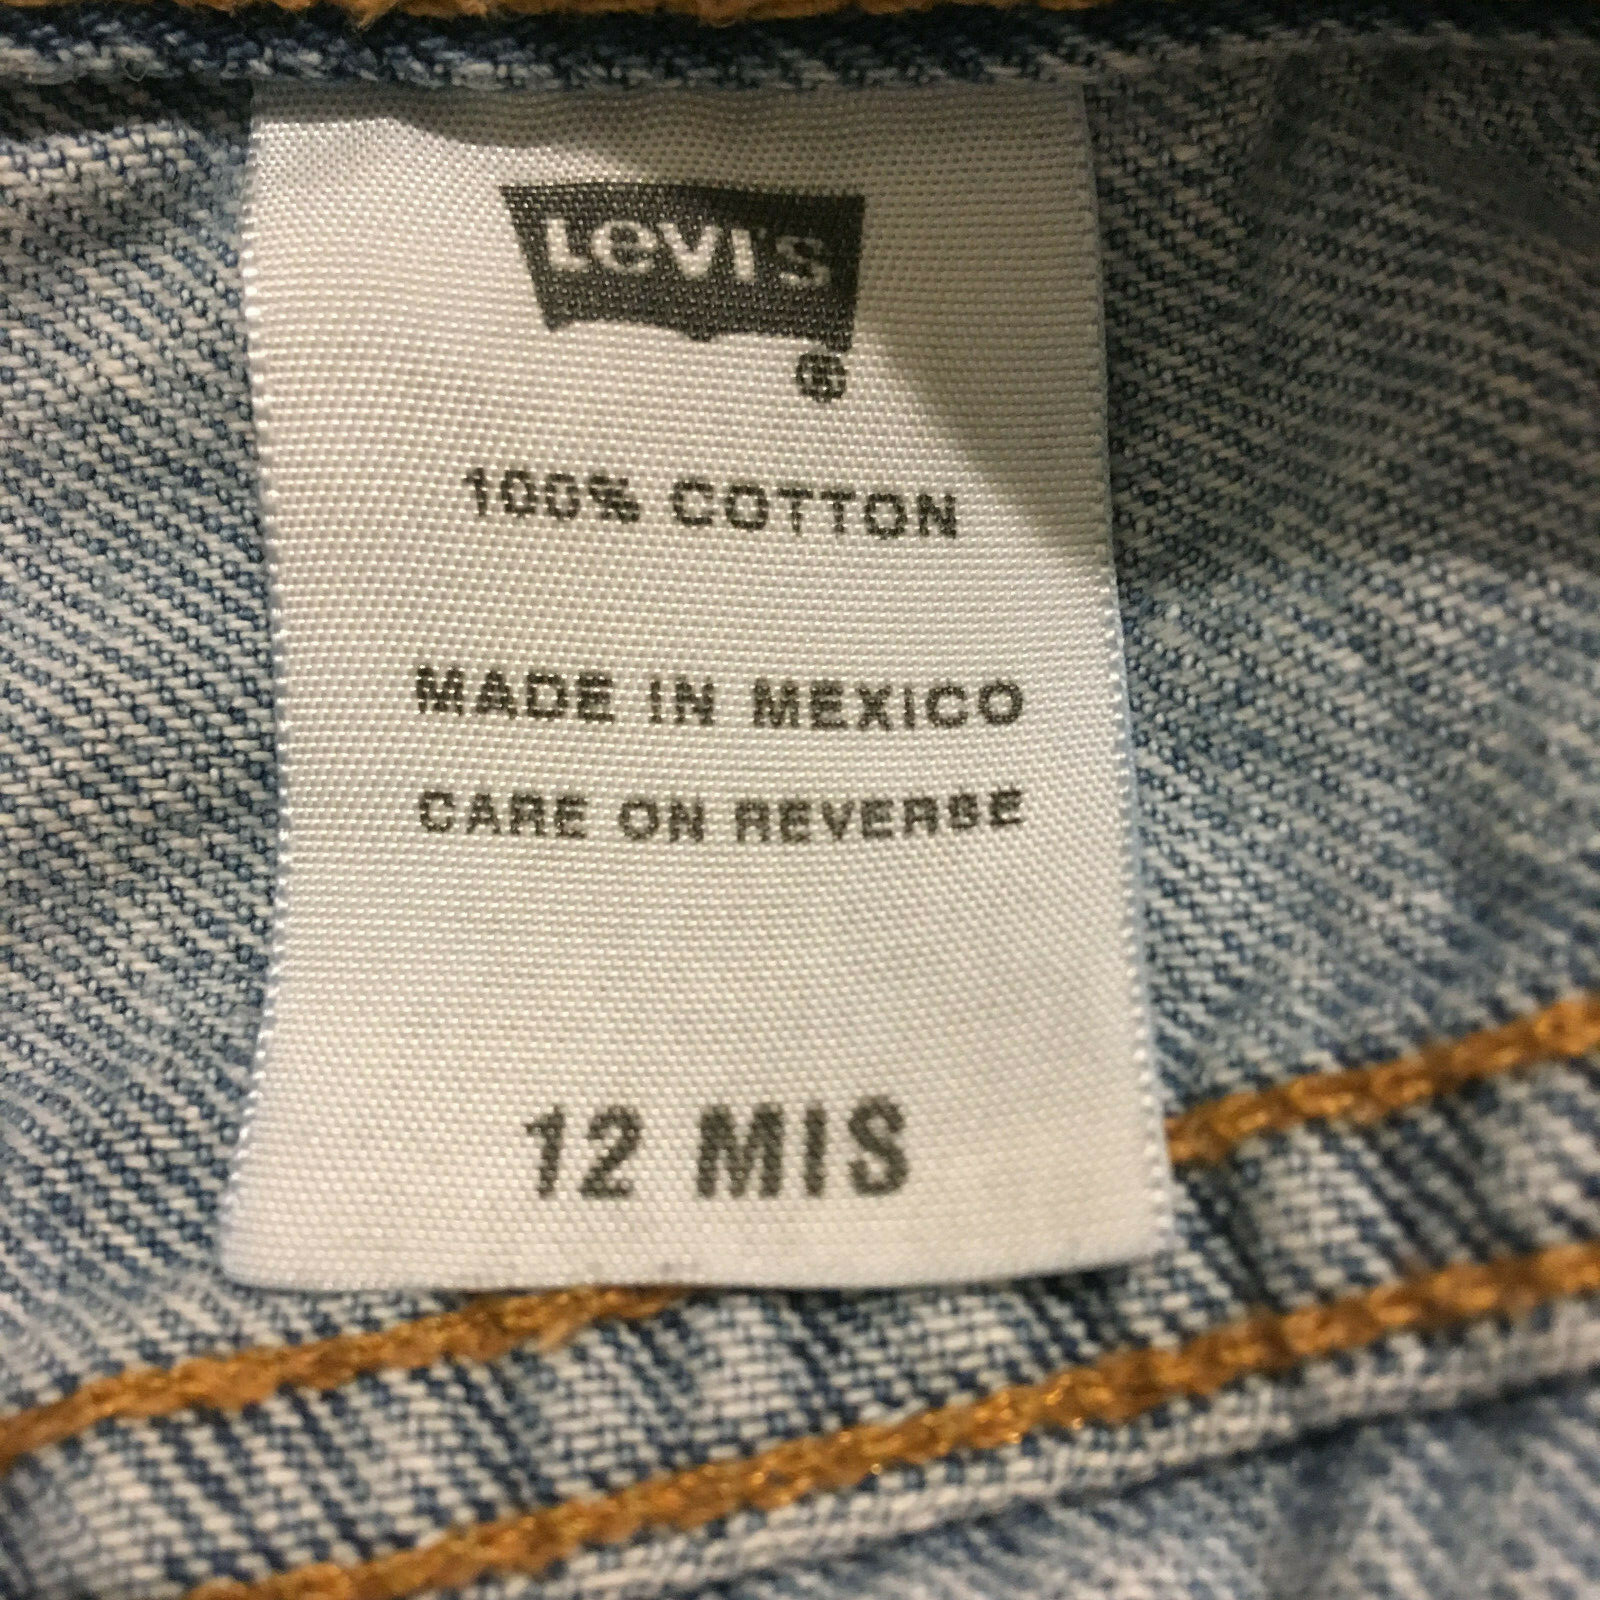 Levi's
®
100% COTTON
MADE IN MEXICO
CARE ON REVERSE
12 MIS